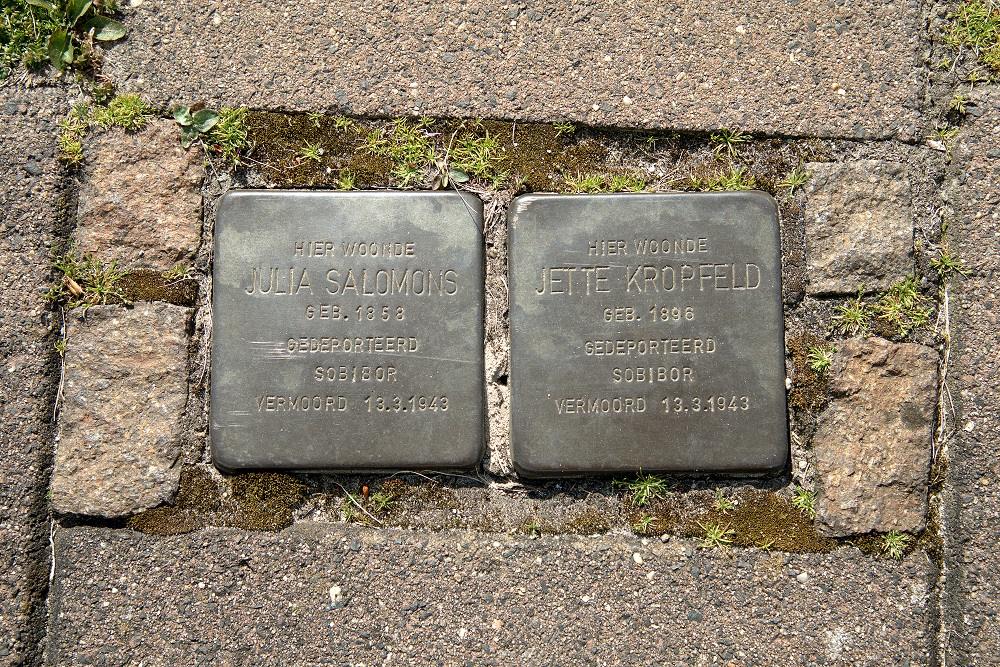 HIER WOONDE
JULIA SALOMONS
GEB. 1858
GEDEPORTEERD
SOBIBOR
VERMOORD 13.3.1943
HIER WOONDE
JETTE KROPFELD
GEB. 1896
GEDEPORTEERD
SOBIBOR
VERMOORD 13.3.1943